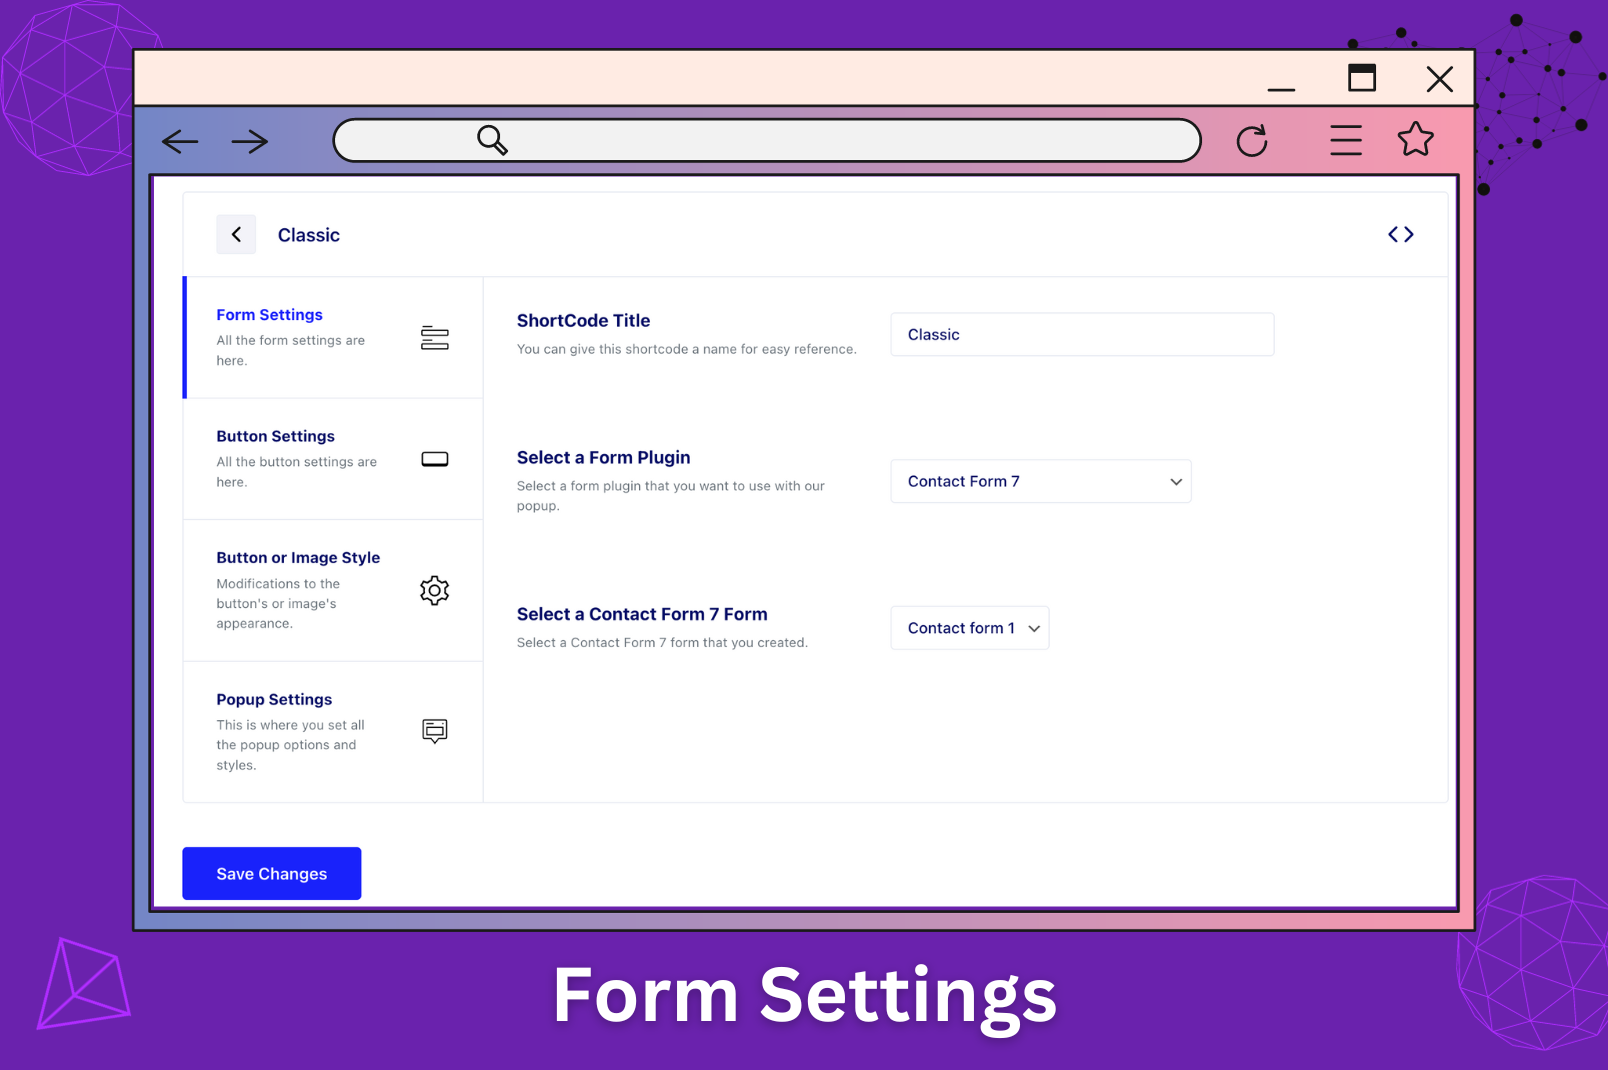 Classic
Form Settings
All the form settings are
here.
Button Settings
All the button settings are
here.
Button or Image Style
Modifications to the
button's or image's
appearance.
Popup Settings
This is where you set all
the popup options and
styles.
ShortCode Title
You can give this shortcode a name for easy reference.
Classic
Select a Form Plugin
Select a form plugin that you want to use with our
popup.
Contact Form 7
Select a Contact Form 7 Form
Select a Contact Form 7 form that you created.
Contact form 1
Save Changes
Form Settings